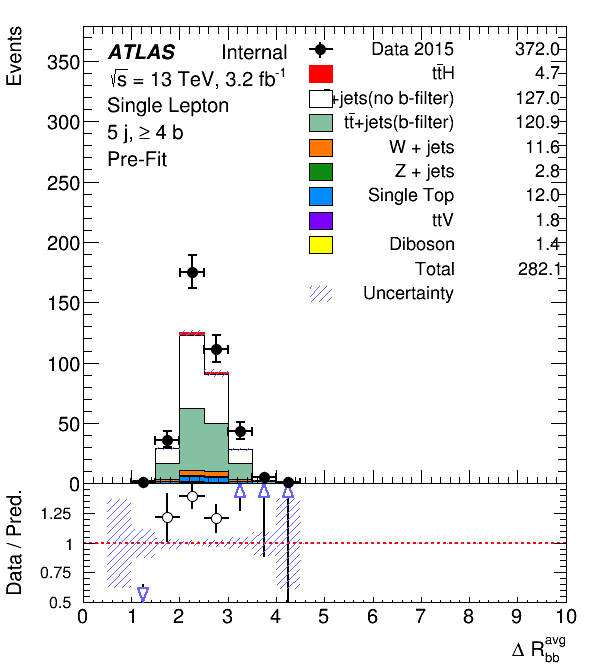 Events
350
300
250
200
150
100
50
0
ATLAS Internal
√s = 13 TeV, 3.2 fb⁻¹
Single Lepton
5 j, ≥ 4 b
Pre-Fit
Data 2015 372.0
tt̄H 4.7
+jets(no b-filter) 127.0
tt̄+jets(b-filter) 120.9
W + jets 11.6
Z + jets 2.8
Single Top 12.0
ttV 1.8
Diboson 1.4
Total 282.1
Uncertainty
Data / Pred.
1.25
1
0.75
0.5
0 1 2 3 4 5 6 7 8 9 10
Δ R_bb^avg